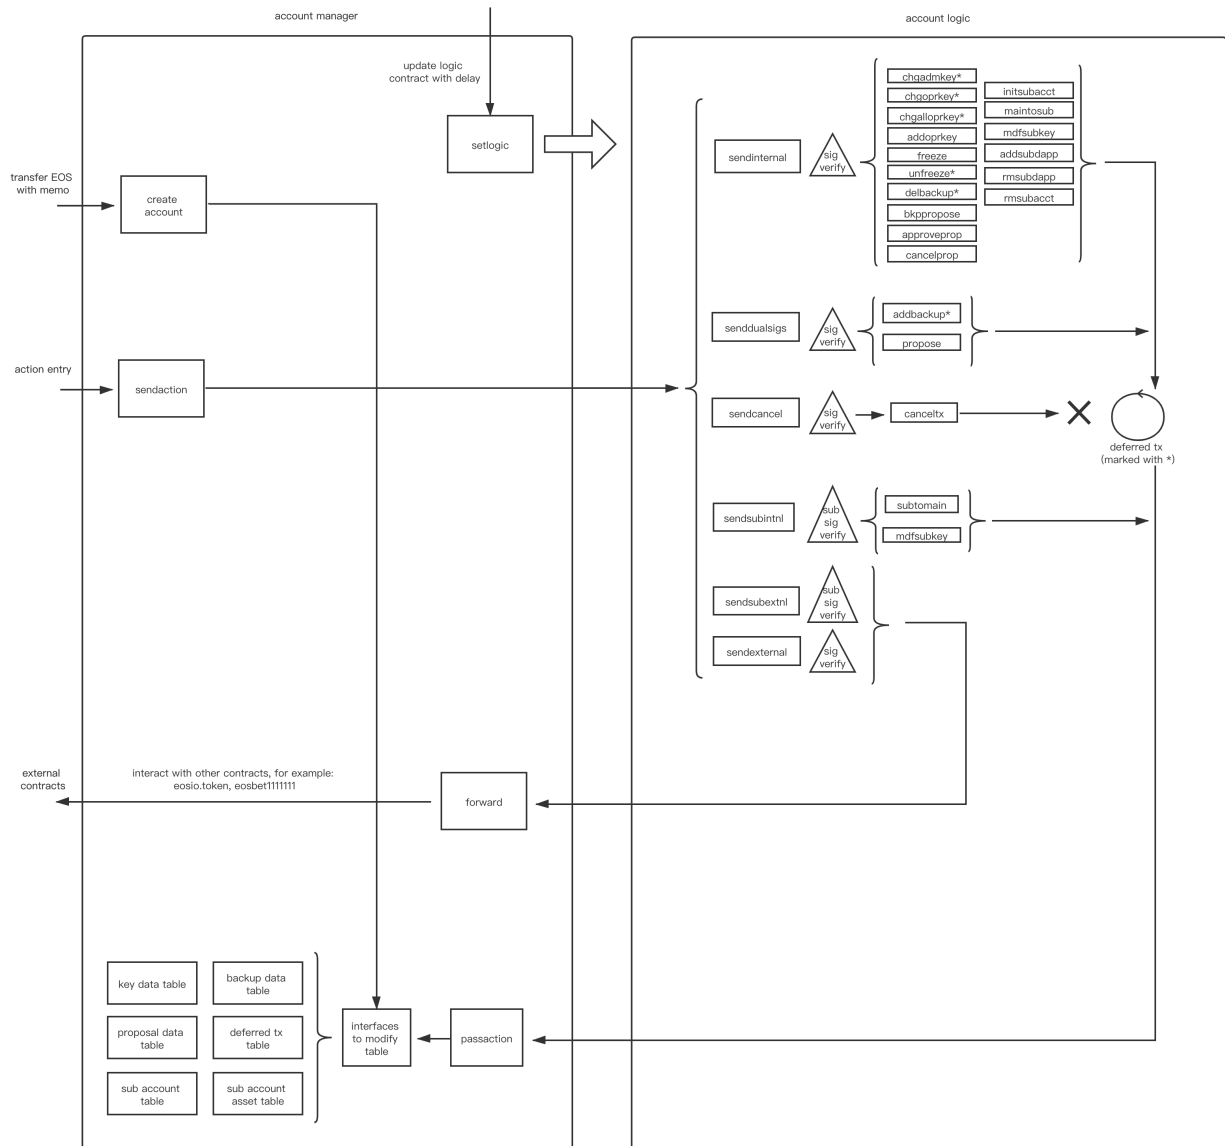 account manager
account logic
update logic
contract with delay
setlogic
transfer EOS
with memo
create
account
action entry
sendaction
sendinternal
sig
verify
chgadmkey*
chgoprkey*
chgalloprkey*
addoprkey
freeze
unfreeze*
delbackup*
bkppropose
approveprop
cancelprop
initsubacct
maintosub
mdfsubkey
addsubdapp
rmsubdapp
rmsubacct
senddualsigs
sig
verify
addbackup*
propose
sendcancel
sig
verify
canceltx
deferred tx
(marked with *)
sendsubintnl
sub
sig
verify
subtomain
mdfsubkey
sendsubextnl
sub
sig
verify
sendexternal
sig
verify
external
contracts
interact with other contracts, for example:
eosio.token, eosbet1111111
forward
key data table
backup data
table
proposal data
table
deferred tx
table
sub account
table
sub account
asset table
interfaces
to modify
table
passaction